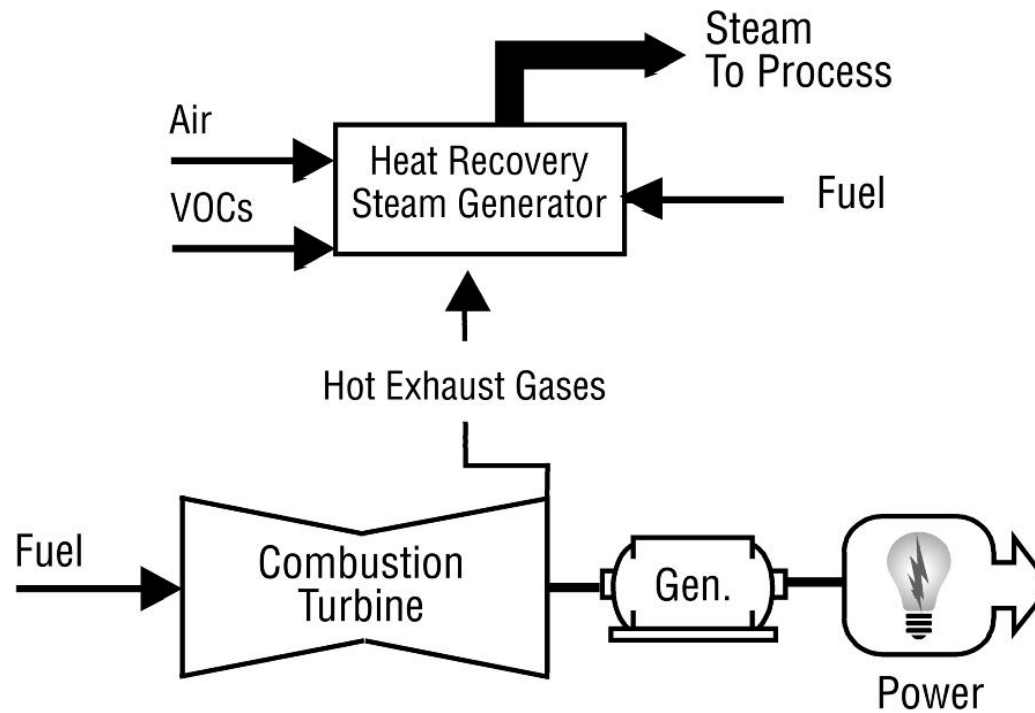 Steam
To Process
Air
Heat Recovery
Steam Generator
VOCs
Fuel
Hot Exhaust Gases
Fuel
Combustion
Turbine
Gen.
Power